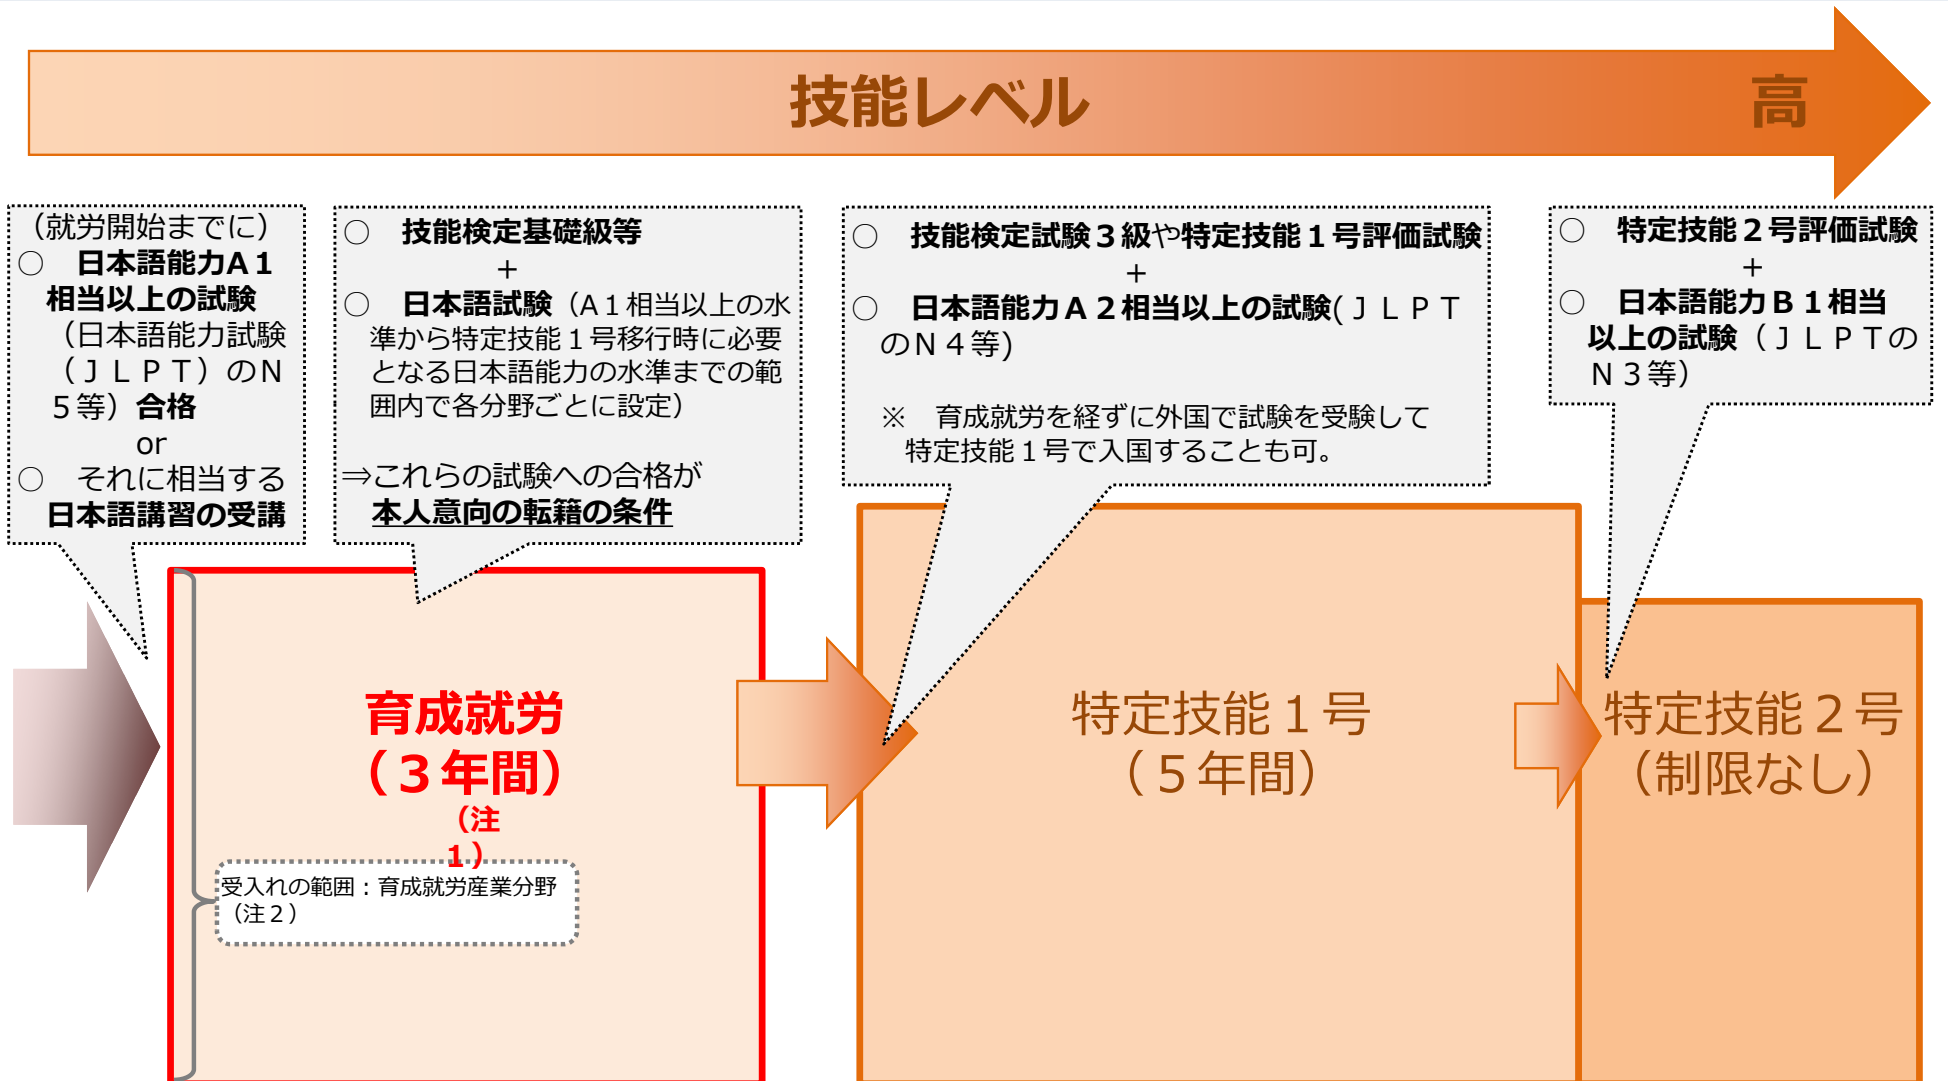 技能レベル
高
（就労開始までに）
○　日本語能力A１
相当以上の試験
（日本語能力試験
（ＪＬＰＴ）のＮ
５等）合格
or
○　それに相当する
日本語講習の受講
○　技能検定基礎級等
＋
○　日本語試験（A１相当以上の水
準から特定技能１号移行時に必要
となる日本語能力の水準までの範
囲内で各分野ごとに設定）
⇒これらの試験への合格が
本人意向の転籍の条件
○　技能検定試験３級や特定技能１号評価試験
＋
○　日本語能力Ａ２相当以上の試験(ＪＬＰＴ
のＮ４等)
※　育成就労を経ずに外国で試験を受験して
特定技能１号で入国することも可。
○　特定技能２号評価試験
＋
○　日本語能力Ｂ１相当
以上の試験（ＪＬＰＴの
Ｎ３等）
育成就労
（３年間）
（注
１）
受入れの範囲：育成就労産業分野
（注２）
特定技能１号
（５年間）
特定技能２号
（制限なし）